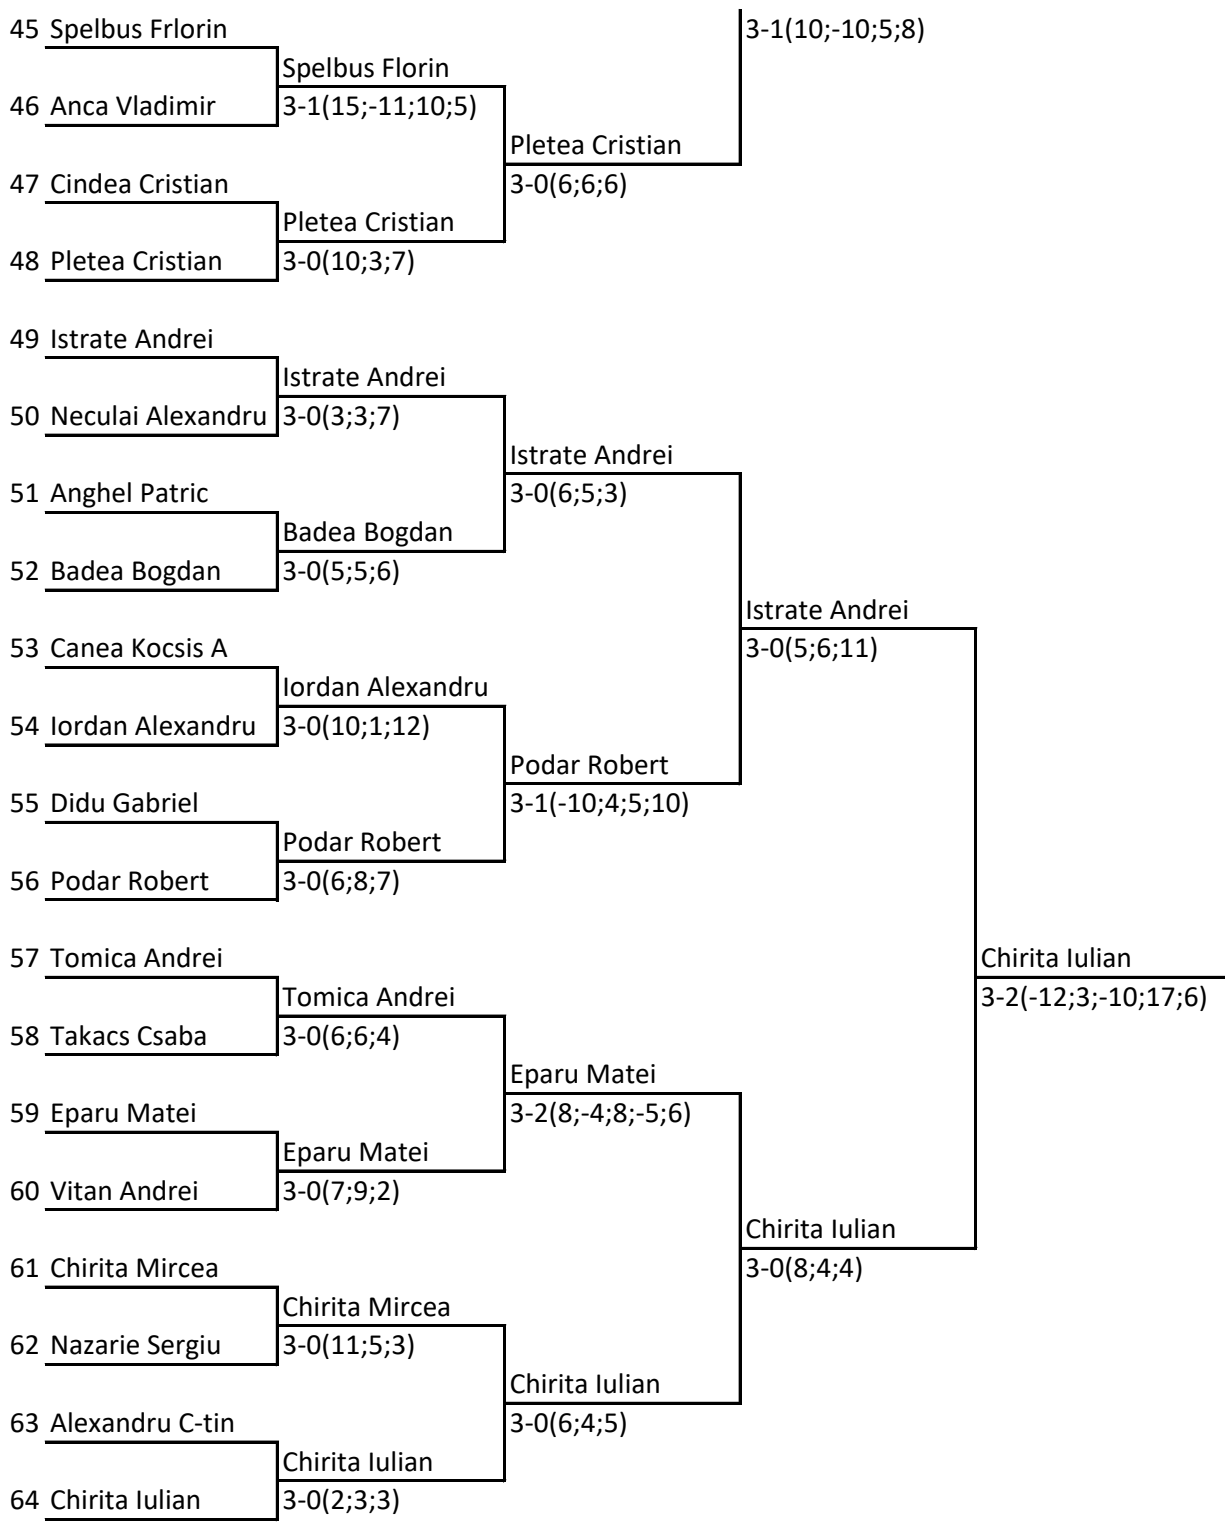 45 Spelbus Frlorin
3-1(10;-10;5;8)
Spelbus Florin
46 Anca Vladimir
3-1(15;-11;10;5)
Pletea Cristian
47 Cindea Cristian
3-0(6;6;6)
Pletea Cristian
48 Pletea Cristian
3-0(10;3;7)
49 Istrate Andrei
Istrate Andrei
50 Neculai Alexandru
3-0(3;3;7)
Istrate Andrei
51 Anghel Patric
3-0(6;5;3)
Badea Bogdan
52 Badea Bogdan
3-0(5;5;6)
Istrate Andrei
53 Canea Kocsis A
3-0(5;6;11)
Iordan Alexandru
54 Iordan Alexandru
3-0(10;1;12)
Podar Robert
55 Didu Gabriel
3-1(-10;4;5;10)
Podar Robert
56 Podar Robert
3-0(6;8;7)
57 Tomica Andrei
Chirita Iulian
Tomica Andrei
3-2(-12;3;-10;17;6)
58 Takacs Csaba
3-0(6;6;4)
Eparu Matei
59 Eparu Matei
3-2(8;-4;8;-5;6)
Eparu Matei
60 Vitan Andrei
3-0(7;9;2)
Chirita Iulian
61 Chirita Mircea
3-0(8;4;4)
Chirita Mircea
62 Nazarie Sergiu
3-0(11;5;3)
Chirita Iulian
63 Alexandru C-tin
3-0(6;4;5)
Chirita Iulian
64 Chirita Iulian
3-0(2;3;3)